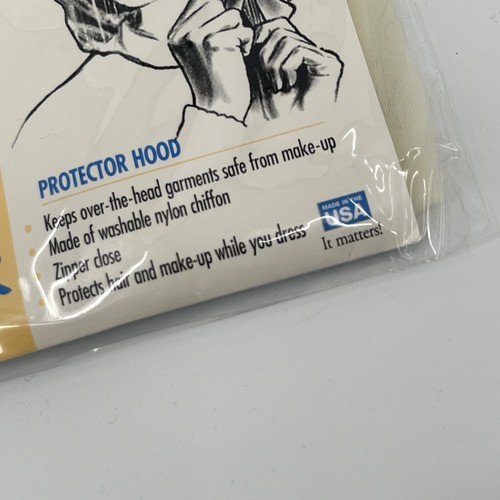 PROTECTOR HOOD
Keeps over-the-head garments safe from make-up
Made of washable nylon chiffon
Zipper close
Protects hair and make-up while you dress
MADE IN THE
USA
It matters!